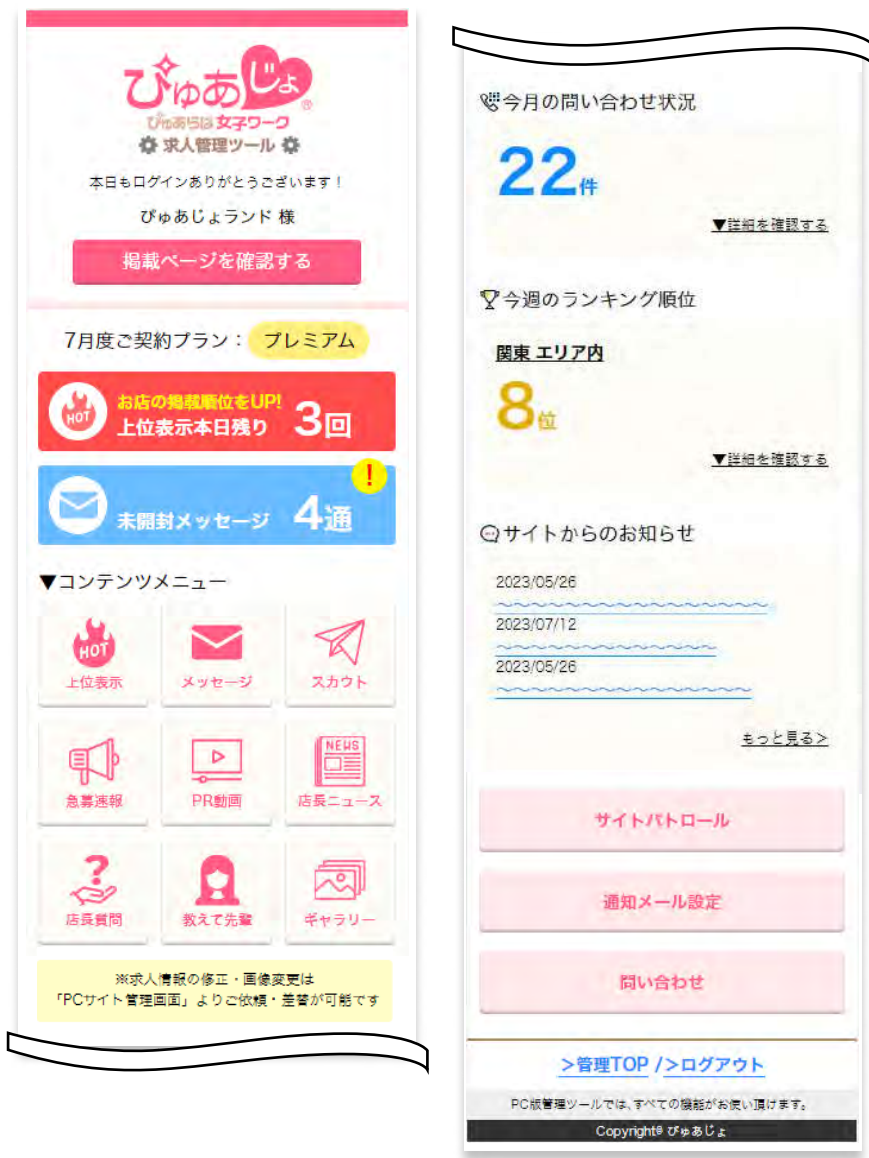 ぴゅあじょ®
ぴゅあらば女子ワーク
求人管理ツール
本日もログインありがとうございます！
ぴゅあじょランド 様
掲載ページを確認する
7月度ご契約プラン： プレミアム
HOT
お店の掲載順位をUP!
上位表示本日残り 3回
!
未開封メッセージ 4通
▼コンテンツメニュー
HOT
上位表示
メッセージ
スカウト
急募速報
PR動画
NEWS
店長ニュース
?
店長質問
教えて先輩
ギャラリー
※求人情報の修正・画像変更は
「PCサイト管理画面」よりご依頼・差替が可能です
今月の問い合わせ状況
22件
▼詳細を確認する
今週のランキング順位
関東 エリア内
8位
▼詳細を確認する
サイトからのお知らせ
2023/05/26
2023/07/12
2023/05/26
もっと見る＞
サイトパトロール
通知メール設定
問い合わせ
＞管理TOP /＞ログアウト
PC版管理ツールでは、すべての機能がお使い頂けます。
Copyright® ぴゅあじょ